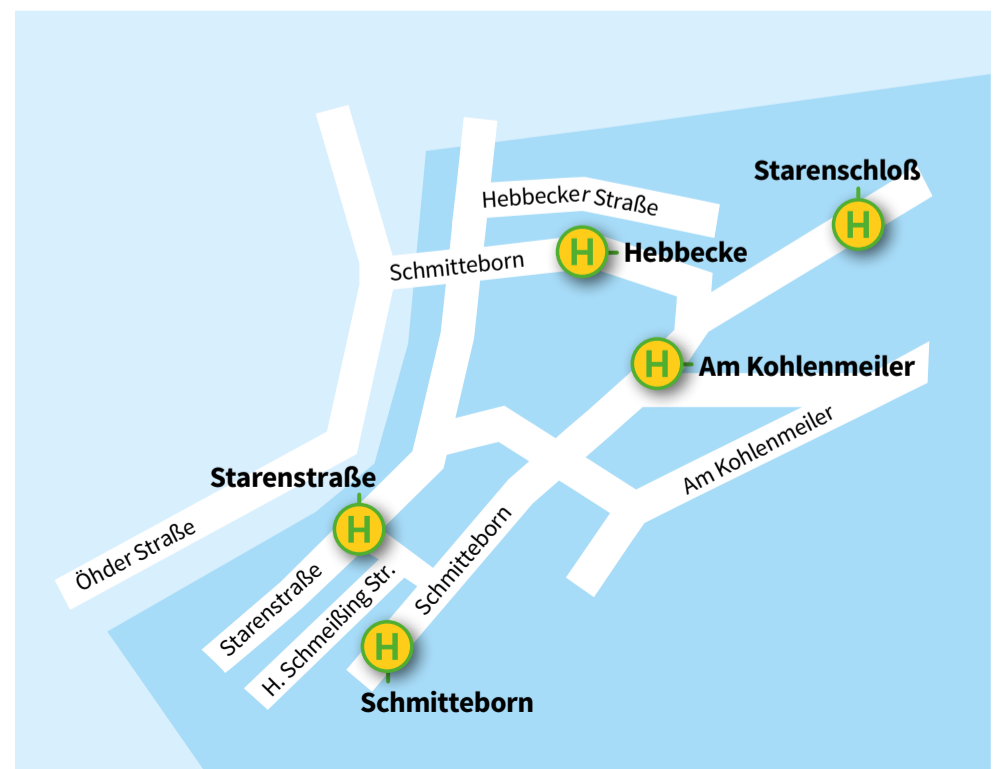 Starenschloß
H
Hebbecker Straße
H
Hebbecke
Schmitteborn
H
Am Kohlenmeiler
Am Kohlenmeiler
Starenstraße
H
Öhder Straße
Schmitteborn
Starenstraße
H. Schmeißing Str.
H
Schmitteborn